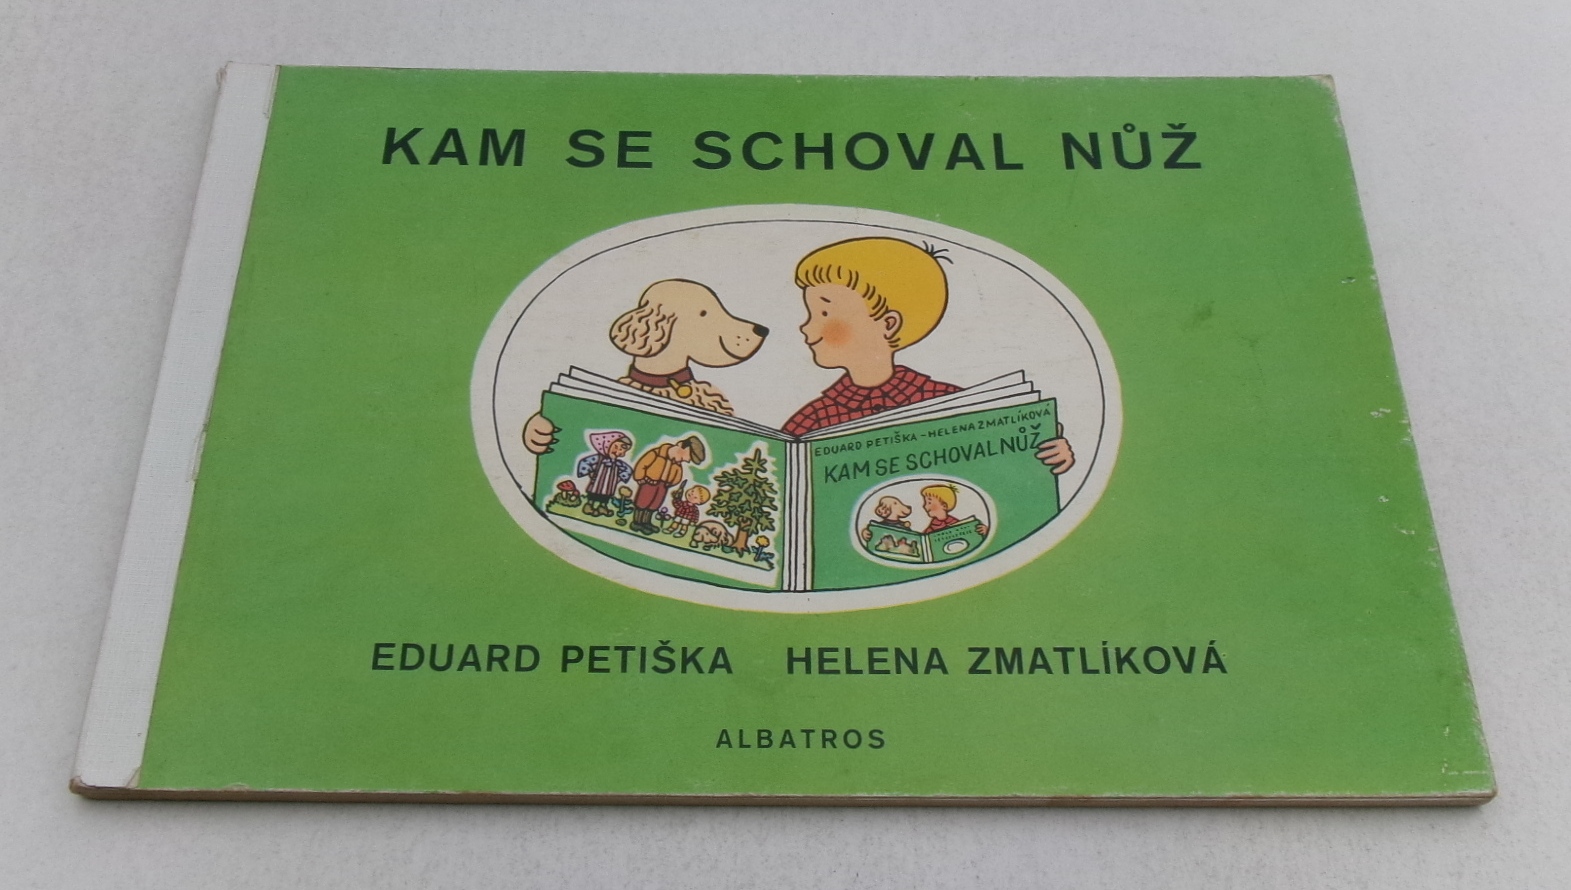 KAM SE SCHOVAL NŮŽ
EDUARD PETIŠKA - HELENA ZMATLÍKOVÁ
KAM SE SCHOVAL NŮŽ
EDUARD PETIŠKA HELENA ZMATLÍKOVÁ
ALBATROS